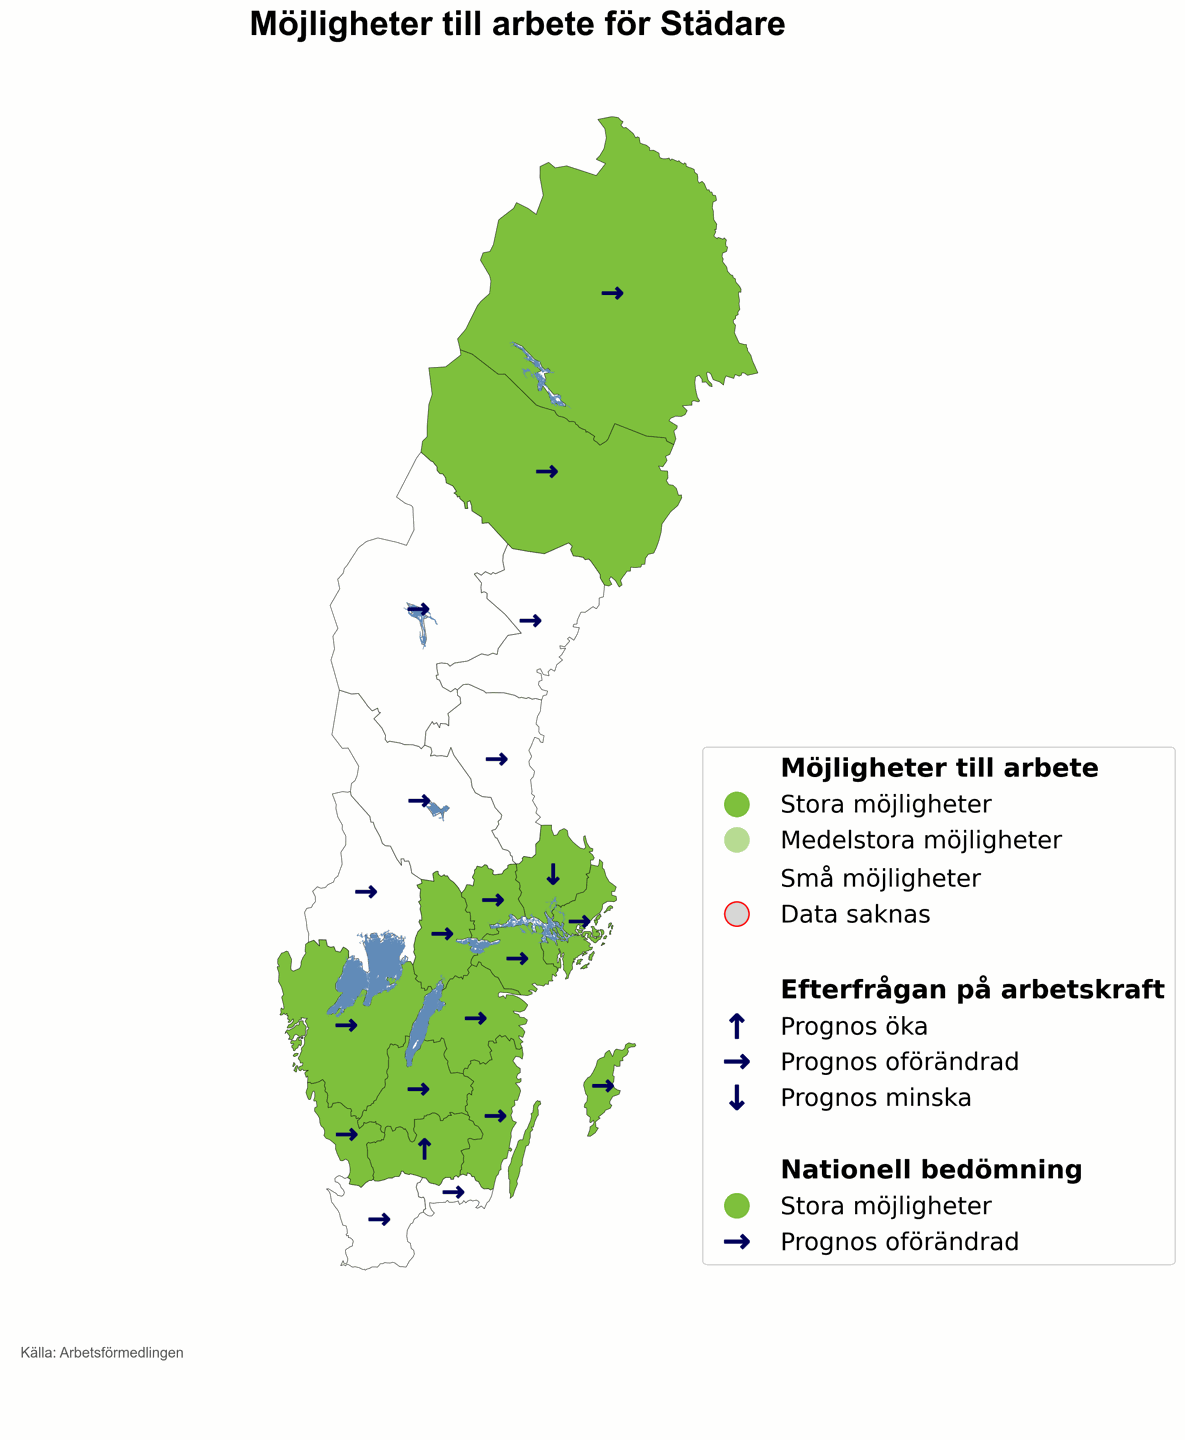 Möjligheter till arbete för Städare
Möjligheter till arbete
Stora möjligheter
Medelstora möjligheter
Små möjligheter
Data saknas
Efterfrågan på arbetskraft
Prognos öka
Prognos oförändrad
Prognos minska
Nationell bedömning
Stora möjligheter
Prognos oförändrad
Källa: Arbetsförmedlingen